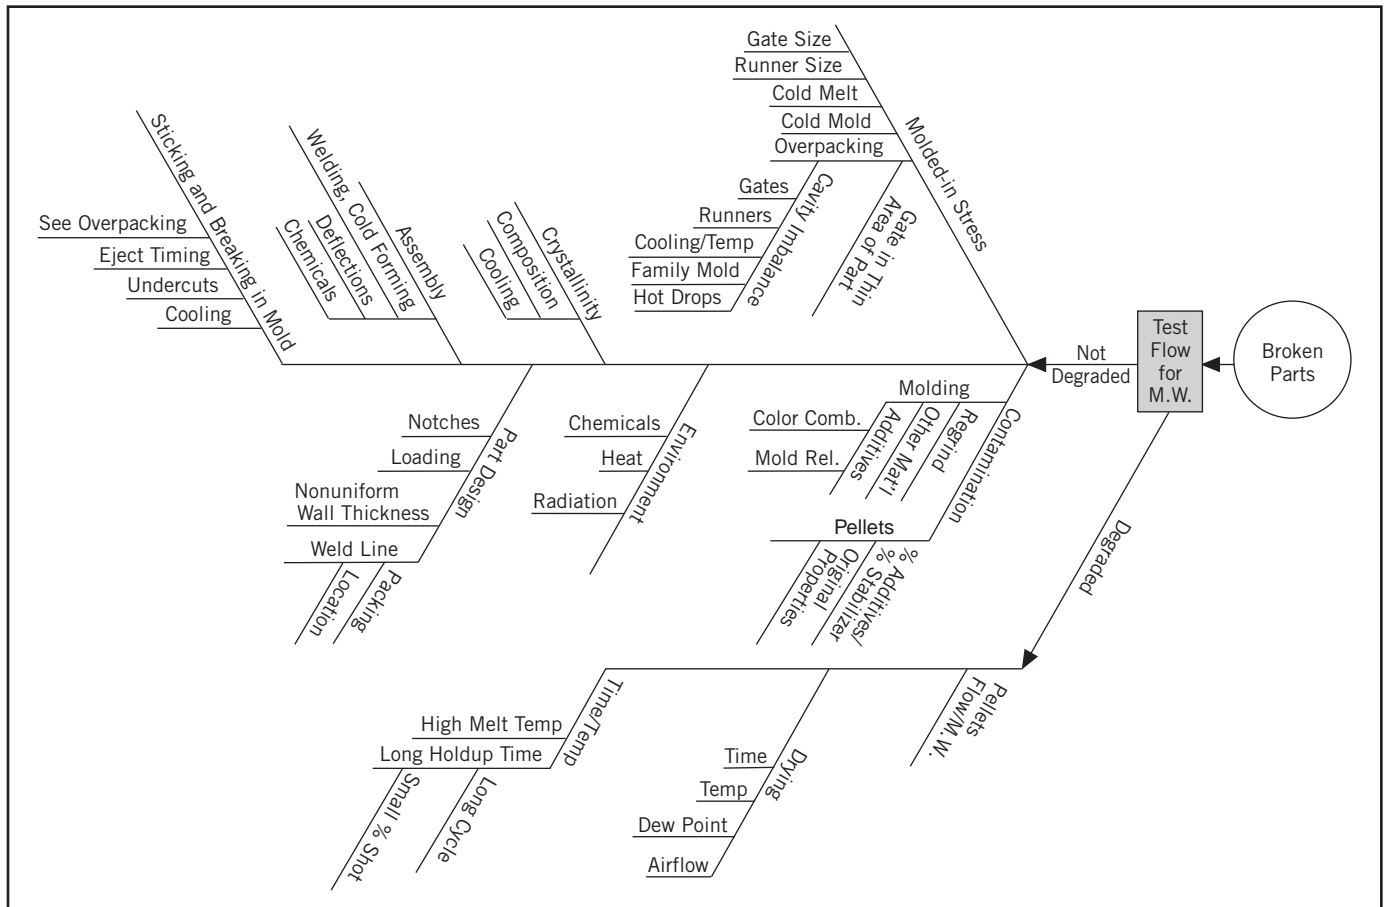 Gate Size
Runner Size
Cold Melt
Cold Mold
Overpacking
Molded-in Stress
Cavity Imbalance
Gates
Runners
Cooling/Temp
Family Mold
Hot Drops
Gate in Thin
Area of Part
Sticking and Breaking in Mold
See Overpacking
Eject Timing
Undercuts
Cooling
Assembly
Welding, Cold Forming
Deflections
Chemicals
Crystallinity
Composition
Cooling
Not
Degraded
Test
Flow
for
M.W.
Broken
Parts
Part Design
Notches
Loading
Nonuniform
Wall Thickness
Weld Line
Packing
Location
Environment
Chemicals
Heat
Radiation
Contamination
Molding
Regrind
Other Mat'l
Additives
Color Comb.
Mold Rel.
Pellets
% Additives/
% Stabilizer
Original
Properties
Degraded
Time/Temp
High Melt Temp
Long Holdup Time
Long Cycle
Small % Shot
Drying
Time
Temp
Dew Point
Airflow
Pellets
Flow/M.W.